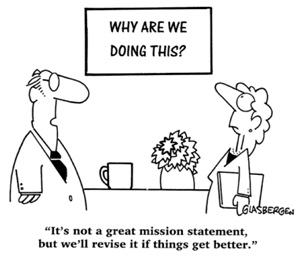 WHY ARE WE
DOING THIS?
GLASBERGEN
"It's not a great mission statement,
but we'll revise it if things get better."